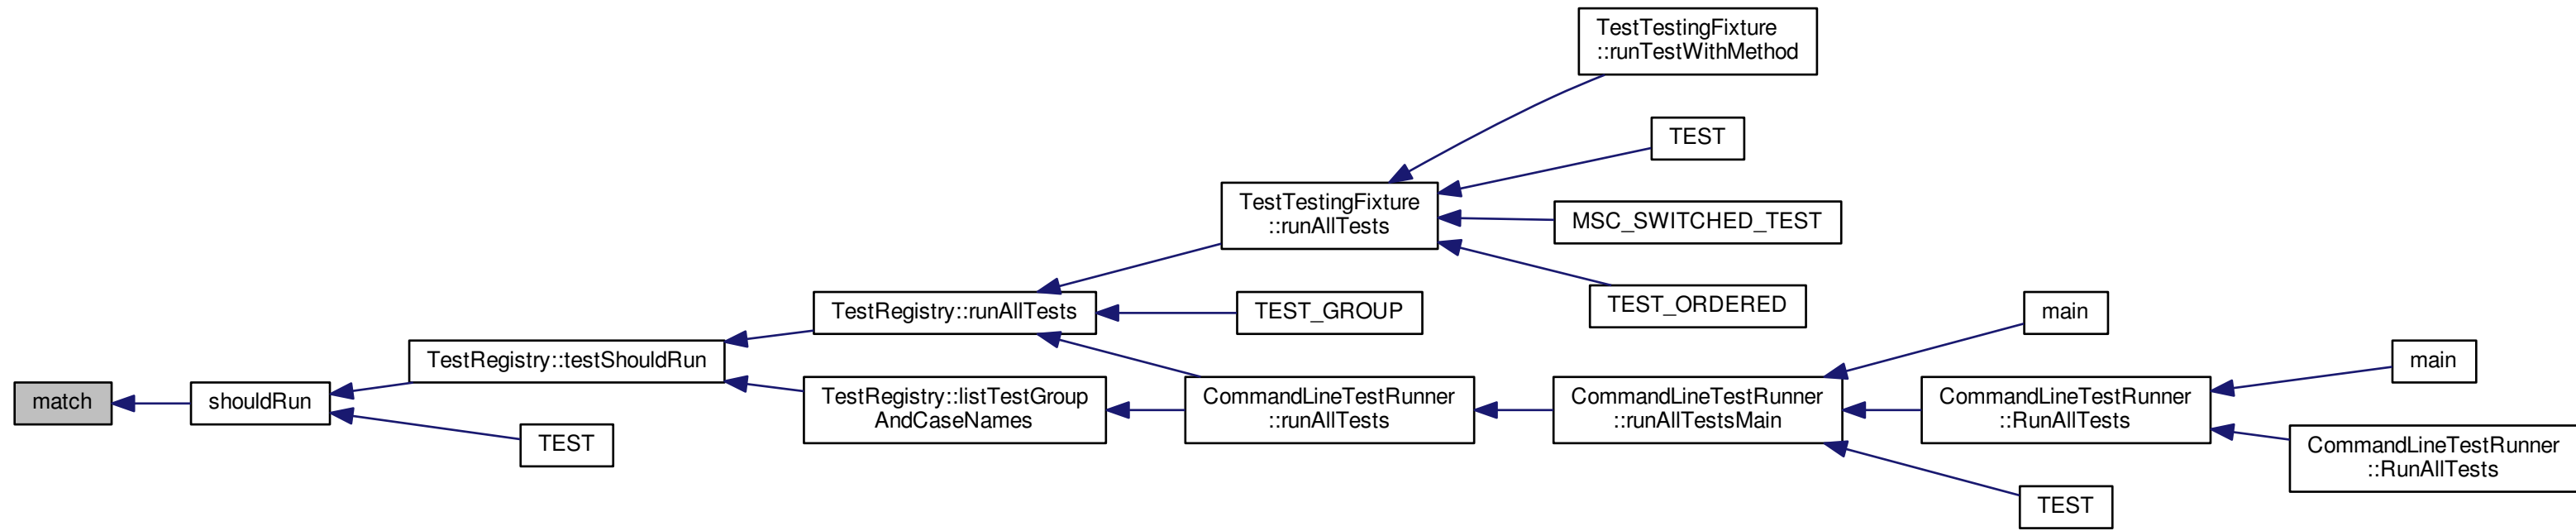 TestTestingFixture
::runTestWithMethod
TEST
TestTestingFixture
::runAllTests
MSC_SWITCHED_TEST
TEST_ORDERED
TestRegistry::runAllTests
TEST_GROUP
main
TestRegistry::testShouldRun
main
match
shouldRun
TestRegistry::listTestGroup
AndCaseNames
CommandLineTestRunner
::runAllTests
CommandLineTestRunner
::runAllTestsMain
CommandLineTestRunner
::RunAllTests
TEST
CommandLineTestRunner
::RunAllTests
TEST